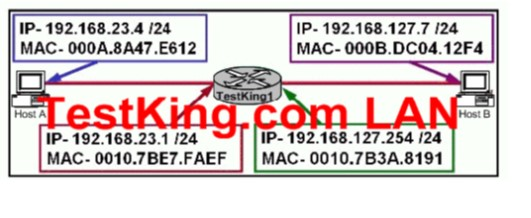 IP- 192.168.23.4 /24
MAC- 000A.8A47.E612
IP- 192.168.127.7 /24
MAC- 000B.DC04.12F4
TestKing1
TestKing.com LAN
Host A
Host B
IP- 192.168.23.1 /24
MAC- 0010.7BE7.FAEF
IP- 192.168.127.254 /24
MAC- 0010.7B3A.8191